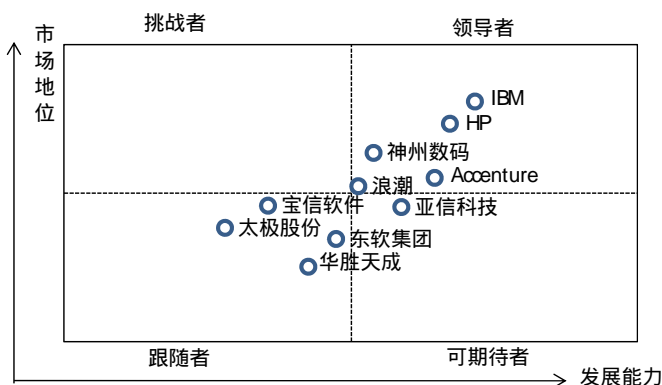 挑战者
领导者
市场地位
IBM
HP
神州数码
Accenture
浪潮
宝信软件
亚信科技
太极股份
东软集团
华胜天成
跟随者
可期待者
发展能力